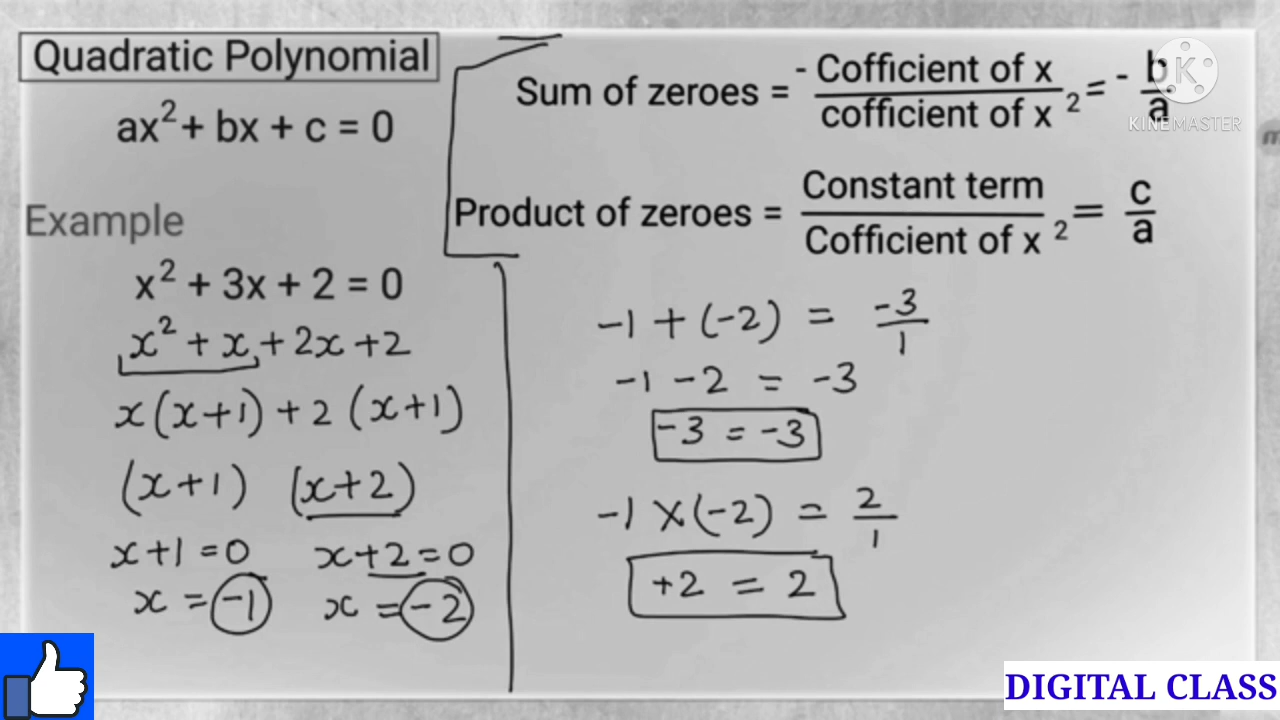 Quadratic Polynomial
ax² + bx + c = 0
Sum of zeroes = - Cofficient of x / cofficient of x ² = - b/a
KINEMASTER
Product of zeroes = Constant term / Cofficient of x ² = c/a
Example
x² + 3x + 2 = 0
x² + x + 2x + 2
x(x+1) + 2 (x+1)
(x+1) (x+2)
x+1 = 0 x+2 = 0
x = -1 x = -2
-1 + (-2) = -3/1
-1 -2 = -3
-3 = -3
-1 × (-2) = 2/1
+2 = 2
DIGITAL CLASS